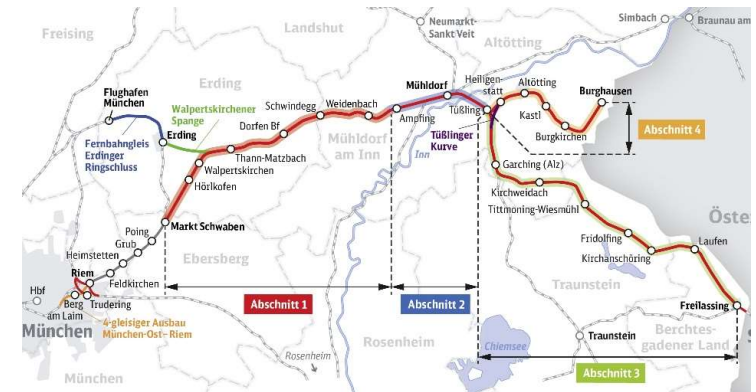 Neumarkt-
Sankt Veit
Simbach
Braunau am
Freising
Landshut
Altötting
Erding
Flughafen
München
Walpertskirchener
Spange
Fernbahngleis
Erdinger
Ringschluss
Erding
Schwindegg
Weidenbach
Dorfen Bf
Thann-Matzbach
Walpertskirchen
Hörlkofen
Mühldorf
am Inn
Ampfing
Mühldorf
Heiligen-
statt
Altötting
Burghausen
Tüßling
Kastl
Burgkirchen
Tüßlinger
Kurve
Inn
Abschnitt 4
Garching (Alz)
Kirchweidach
Tittmoning-Wiesmühl
Fridolfing
Kirchanschöring
Laufen
Öste
Markt Schwaben
Poing
Grub
Heimstetten
Feldkirchen
Riem
Ebersberg
Hbf
Berg
am Laim
Trudering
München
4-gleisiger Ausbau
München-Ost–Riem
München
Abschnitt 1
Abschnitt 2
Rosenheim
Rosenheim
Chiemsee
Traunstein
Traunstein
Freilassing
Berchtes-
gadener Land
S
Abschnitt 3